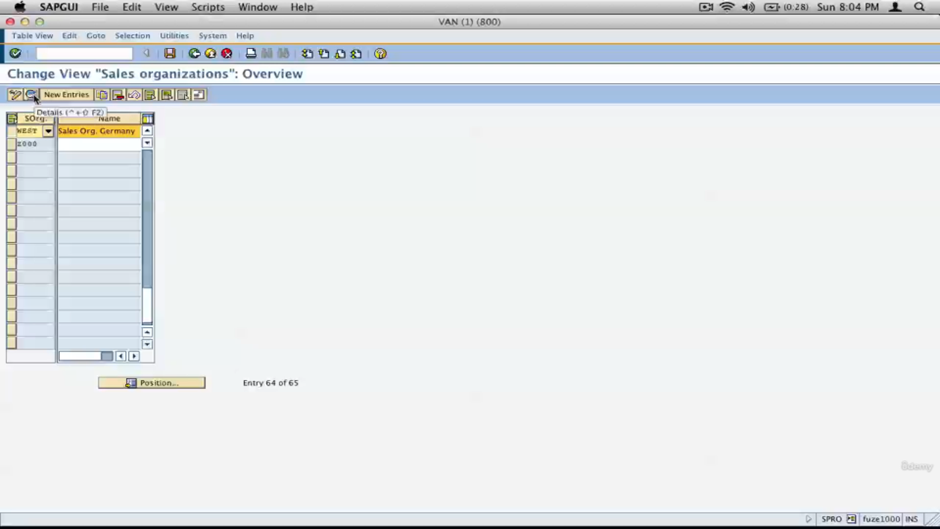 SAPGUI File Edit View Scripts Window Help (0:28) Sun 8:04 PM
VAN (1) (800)
Table View Edit Goto Selection Utilities System Help
Change View "Sales organizations": Overview
New Entries
Details (^+⇧ F2)
SOrg. Name
WEST Sales Org. Germany
Position... Entry 64 of 65
Udemy
SPRO fuze1000 INS